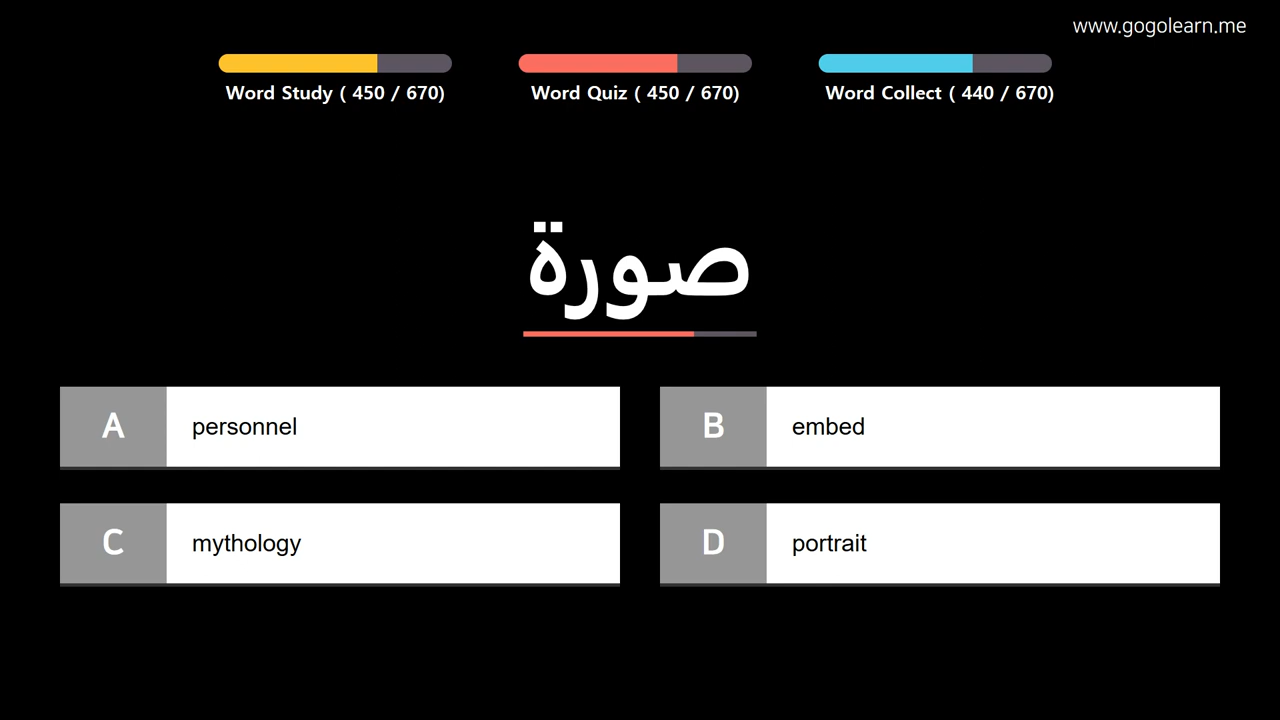 www.gogolearn.me
Word Study ( 450 / 670)
Word Quiz ( 450 / 670)
Word Collect ( 440 / 670)
صورة
A personnel
B embed
C mythology
D portrait